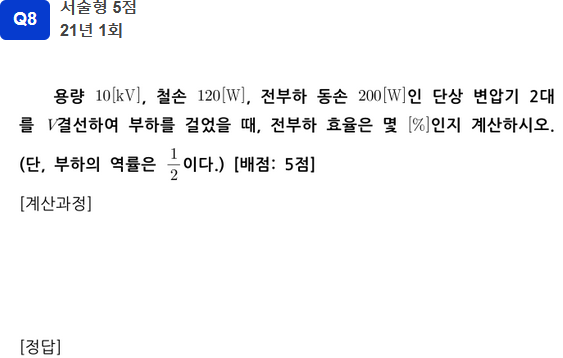 Q8
서술형 5점
21년 1회
용량 10[kV], 철손 120[W], 전부하 동손 200[W]인 단상 변압기 2대
를 V결선하여 부하를 걸었을 때, 전부하 효율은 몇 [%]인지 계산하시오.
(단, 부하의 역률은 1/2이다.) [배점: 5점]
[계산과정]
[정답]